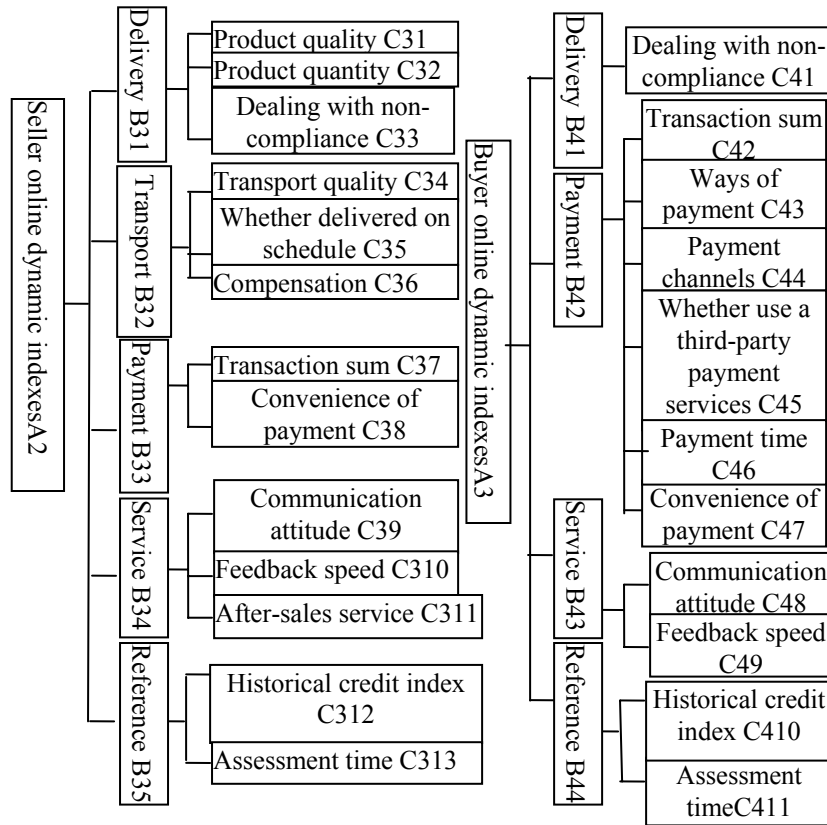 Seller online dynamic indexesA2
Delivery B31
Product quality C31
Product quantity C32
Dealing with non-
compliance C33
Transport B32
Transport quality C34
Whether delivered on
schedule C35
Compensation C36
Payment B33
Transaction sum C37
Convenience of
payment C38
Service B34
Communication
attitude C39
Feedback speed C310
After-sales service C311
Reference B35
Historical credit index
C312
Assessment time C313
Buyer online dynamic indexesA3
Delivery B41
Dealing with non-
compliance C41
Payment B42
Transaction sum
C42
Ways of
payment C43
Payment
channels C44
Whether use a
third-party
payment
services C45
Payment time
C46
Convenience of
payment C47
Service B43
Communication
attitude C48
Feedback speed
C49
Reference B44
Historical credit
index C410
Assessment
timeC411